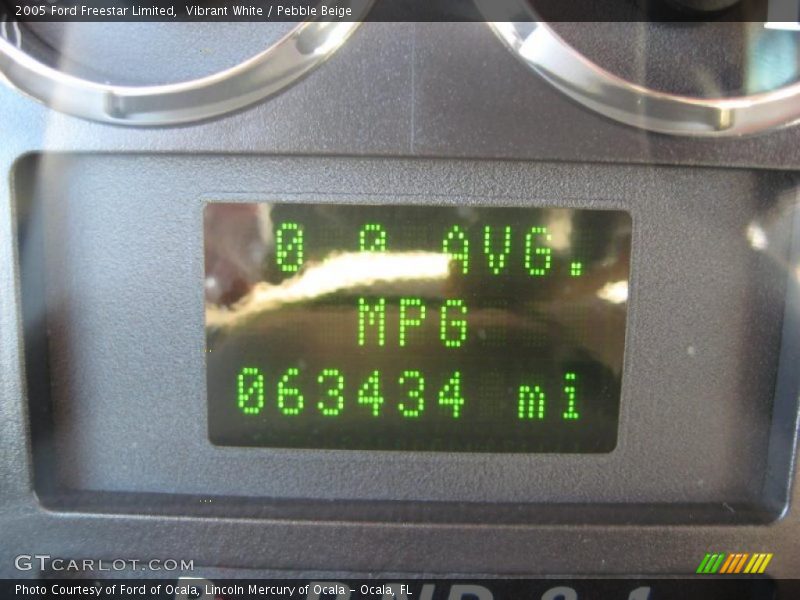 2005 Ford Freestar Limited, Vibrant White / Pebble Beige
0.0 AVG.
MPG
063434 mi
GTCARLOT.COM
Photo Courtesy of Ford of Ocala, Lincoln Mercury of Ocala - Ocala, FL